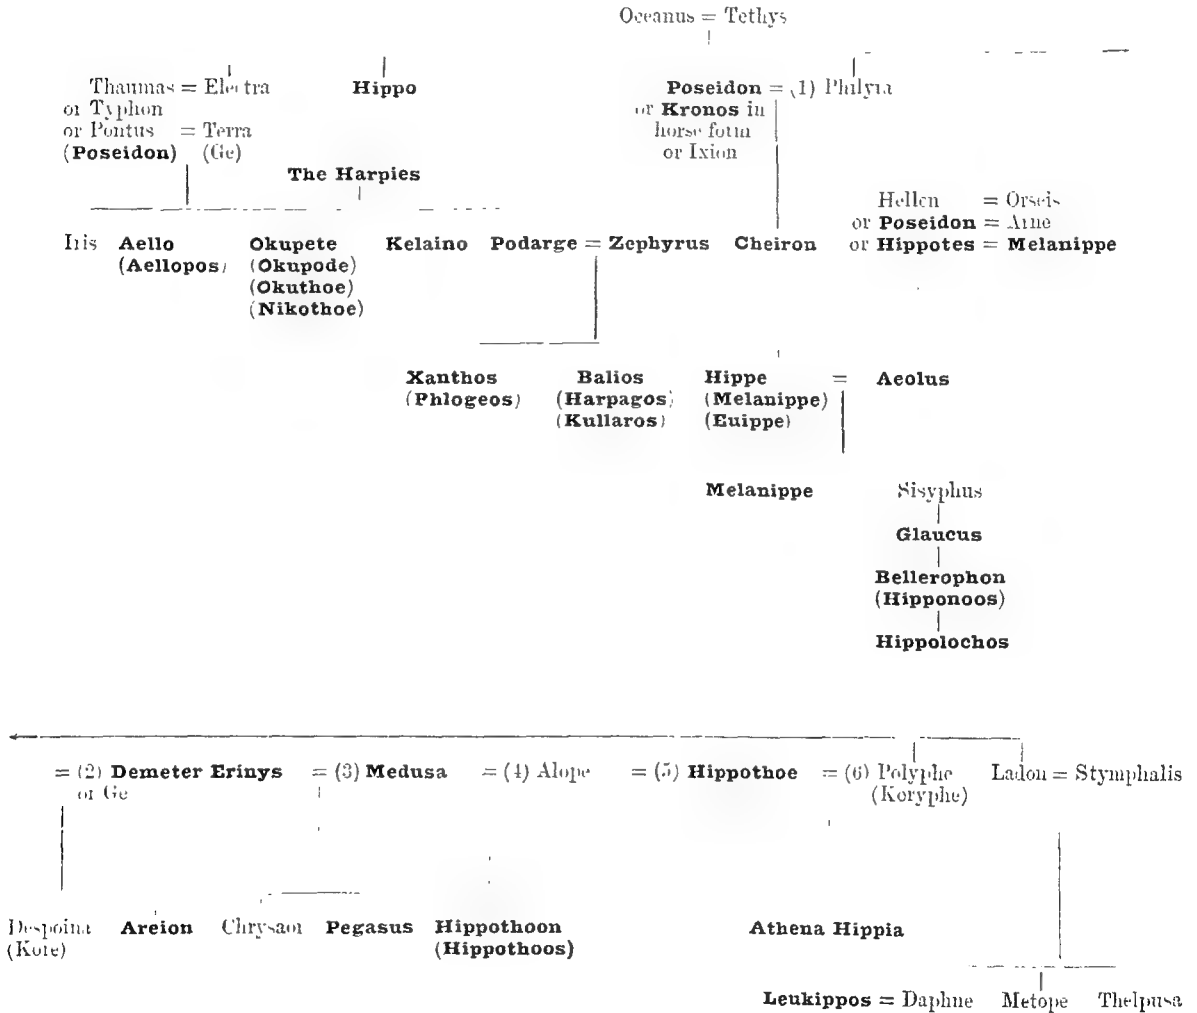 Oceanus = Tethys
Thaumas = Electra
Hippo
Poseidon = (1) Philyra
or Typhon
or Kronos in
or Pontus = Terra
horse form
(Poseidon) (Ge)
or Ixion
The Harpies
Hellen = Orseis
or Poseidon = Arne
Iris Aello Okupete Kelaino Podarge = Zephyrus Cheiron or Hippotes = Melanippe
(Aellopos) (Okupode)
(Okuthoe)
(Nikothoe)
Xanthos Balios Hippe = Aeolus
(Phlogeos) (Harpagos) (Melanippe)
(Kullaros) (Euippe)
Melanippe Sisyphus
Glaucus
Bellerophon
(Hipponoos)
Hippolochos
= (2) Demeter Erinys = (3) Medusa = (4) Alope = (5) Hippothoe = (6) Polyphe Ladon = Stymphalis
or Ge (Koryphe)
Despoina Areion Chrysaor Pegasus Hippothoon Athena Hippia
(Kore) (Hippothoos)
Leukippos = Daphne Metope Thelpusa